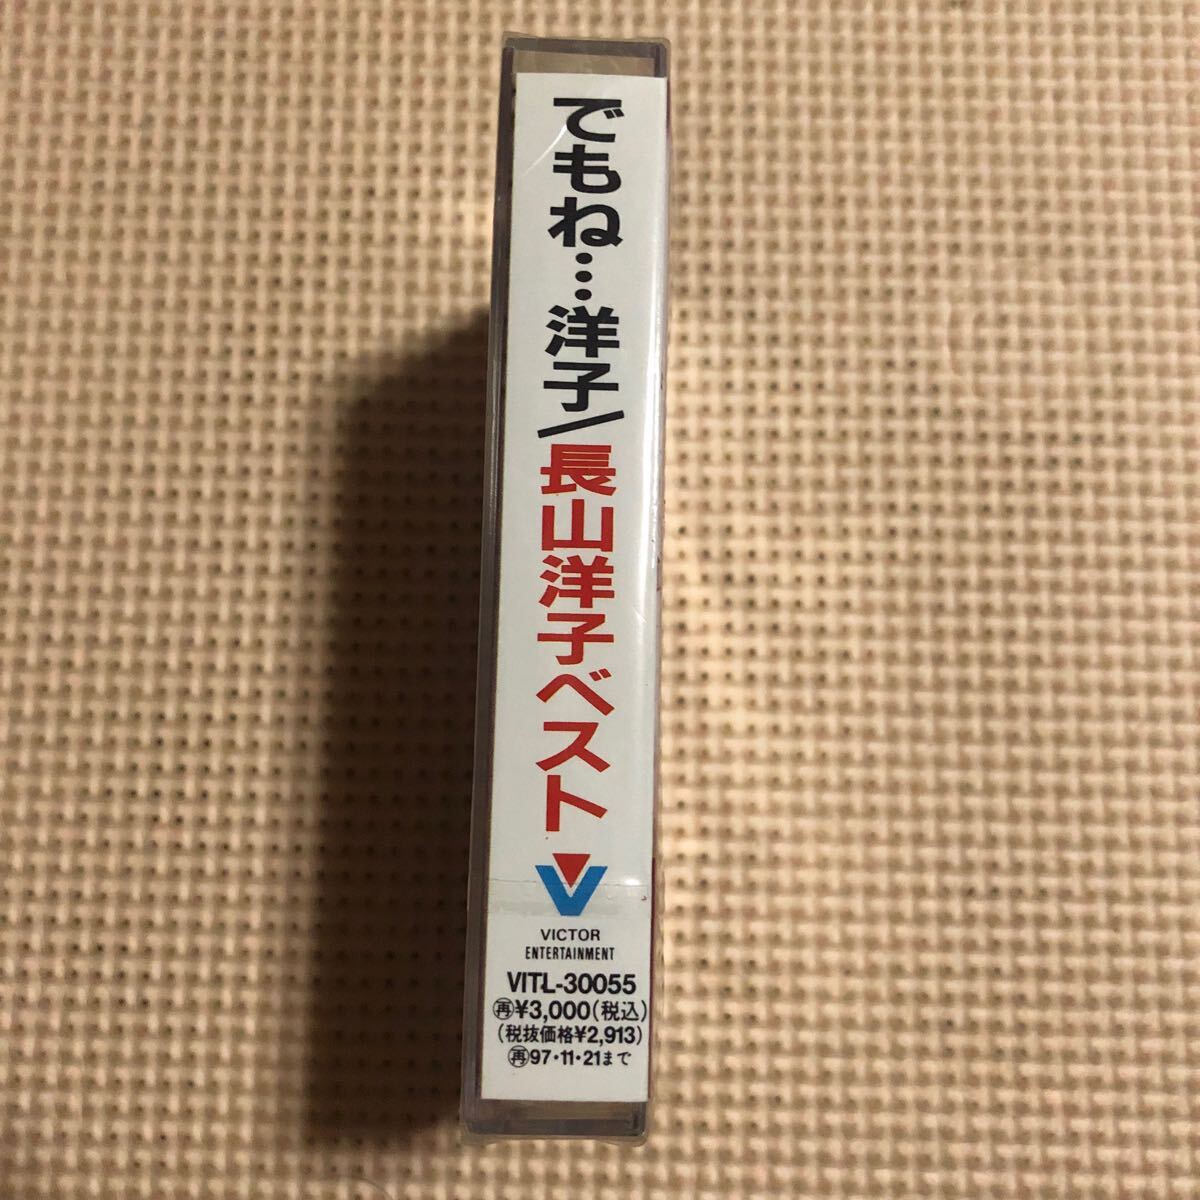 でもね…洋子/長山洋子ベスト
VICTOR
ENTERTAINMENT
VITL-30055
㊢¥3,000(税込)
(税抜価格¥2,913)
再97・11・21まで